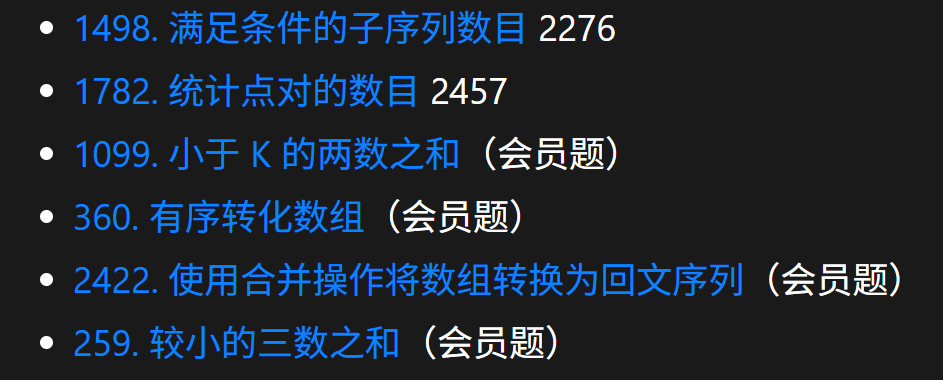 • 1498. 满足条件的子序列数目 2276
• 1782. 统计点对的数目 2457
• 1099. 小于 K 的两数之和（会员题）
• 360. 有序转化数组（会员题）
• 2422. 使用合并操作将数组转换为回文序列（会员题）
• 259. 较小的三数之和（会员题）